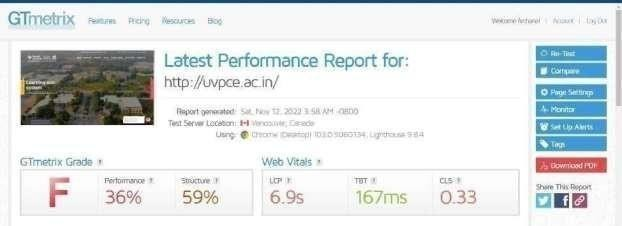 GTmetrix
Features Pricing Resources Blog
Welcome Archana! Account Log Out
Latest Performance Report for:
http://uvpce.ac.in/
Report generated: Sat, Nov 12, 2022 3:58 AM -0800
Test Server Location: Vancouver, Canada
Using: Chrome (Desktop) 103.0.5060.134, Lighthouse 9.6.4
Re-Test
Compare
Page Settings
Monitor
Set Up Alerts
Tags
Download PDF
Share This Report
GTmetrix Grade ?
F
Performance ?
36%
Structure ?
59%
Web Vitals ?
LCP ?
6.9s
TBT ?
167ms
CLS ?
0.33